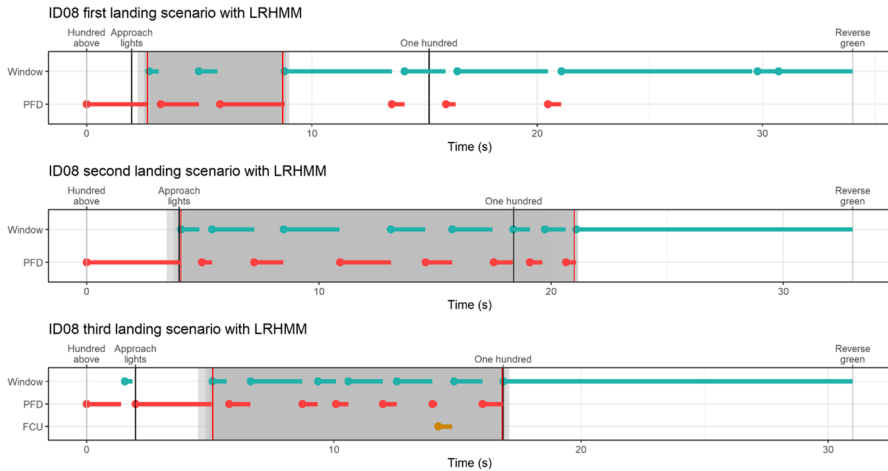 ID08 first landing scenario with LRHMM
Hundred above
Approach lights
One hundred
Reverse green
Window
PFD
0 10 20 30
Time (s)
ID08 second landing scenario with LRHMM
Hundred above
Approach lights
One hundred
Reverse green
Window
PFD
0 10 20 30
Time (s)
ID08 third landing scenario with LRHMM
Hundred above
Approach lights
One hundred
Reverse green
Window
PFD
FCU
0 10 20 30
Time (s)